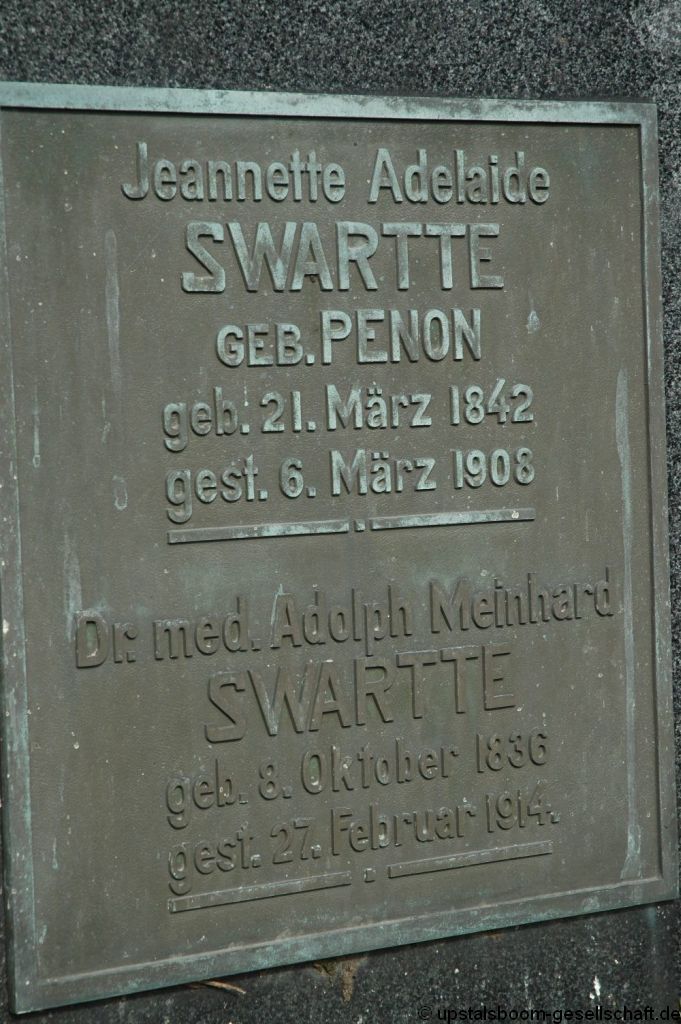 Jeannette Adelaide
SWARTTE
GEB. PENON
geb. 21. März 1842
gest. 6. März 1908
Dr. med. Adolph Meinhard
SWARTTE
geb. 8. Oktober 1836
gest. 27. Februar 1914.
© upstalsboom-gesellschaft.de